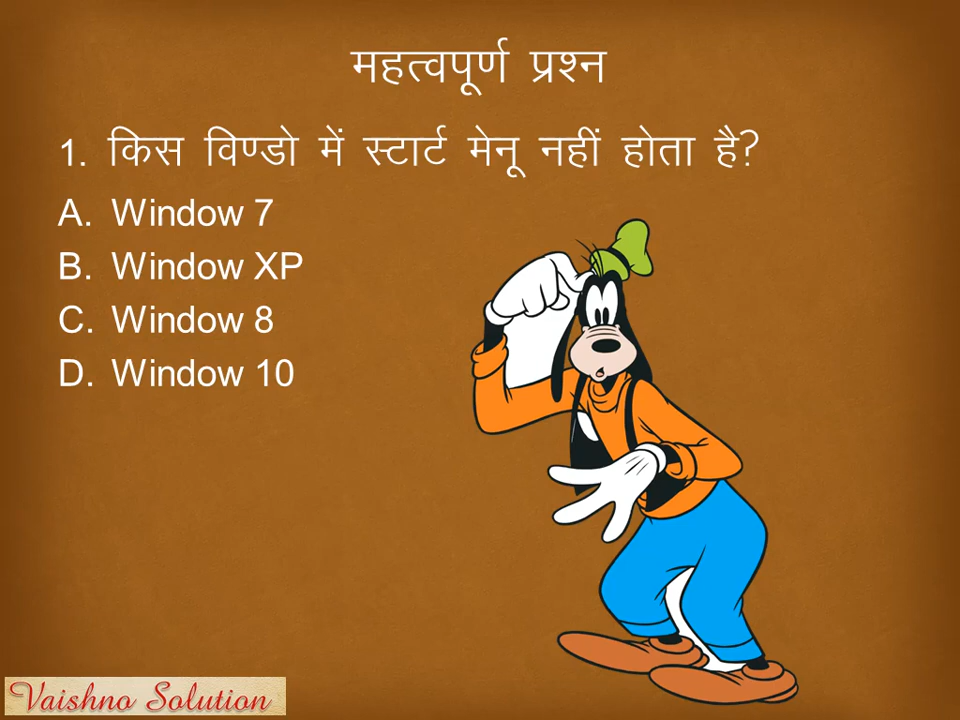 महत्वपूर्ण प्रश्न
1. किस विण्डो में स्टार्ट मेनू नहीं होता है?
A. Window 7
B. Window XP
C. Window 8
D. Window 10
Vaishno Solution